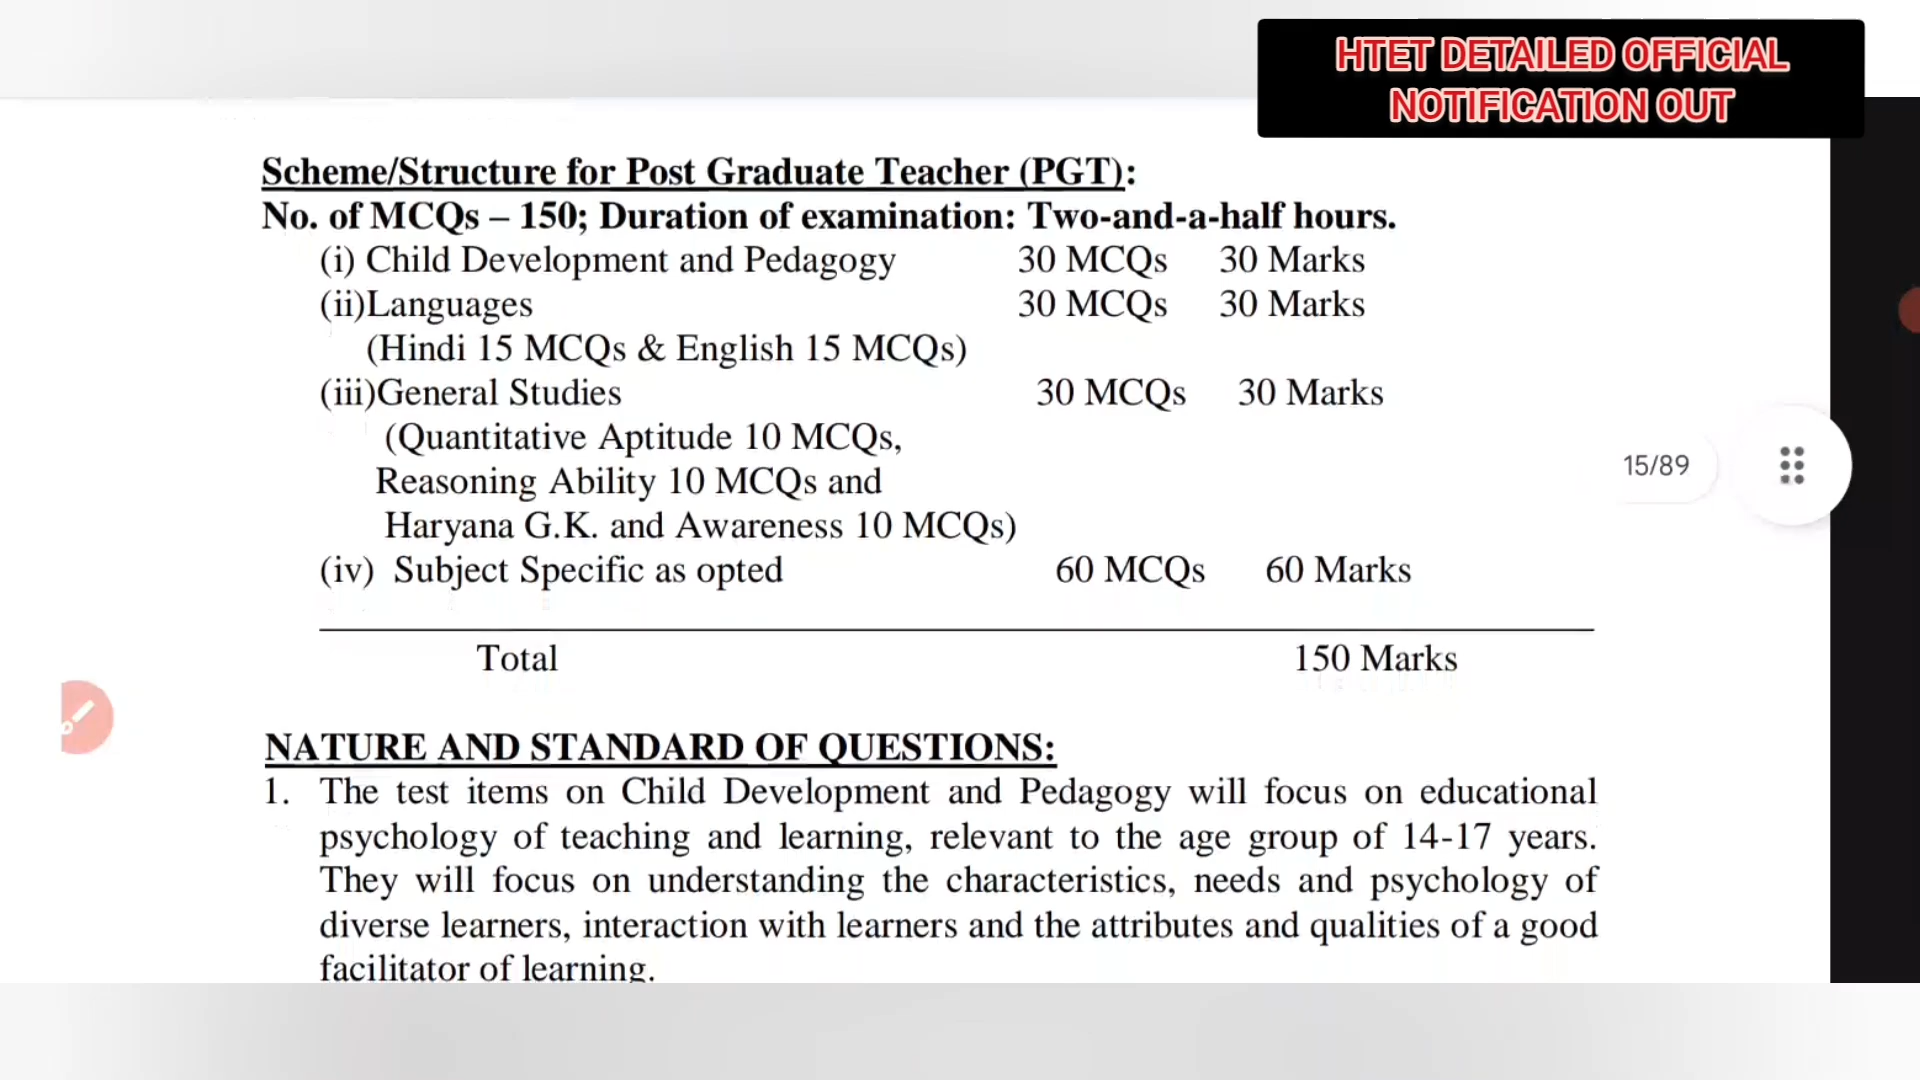 HTET DETAILED OFFICIAL
NOTIFICATION OUT
Scheme/Structure for Post Graduate Teacher (PGT):
No. of MCQs – 150; Duration of examination: Two-and-a-half hours.
(i) Child Development and Pedagogy 30 MCQs 30 Marks
(ii)Languages 30 MCQs 30 Marks
(Hindi 15 MCQs & English 15 MCQs)
(iii)General Studies 30 MCQs 30 Marks
(Quantitative Aptitude 10 MCQs,
15/89
Reasoning Ability 10 MCQs and
Haryana G.K. and Awareness 10 MCQs)
(iv) Subject Specific as opted 60 MCQs 60 Marks
Total 150 Marks
NATURE AND STANDARD OF QUESTIONS:
1. The test items on Child Development and Pedagogy will focus on educational
psychology of teaching and learning, relevant to the age group of 14-17 years.
They will focus on understanding the characteristics, needs and psychology of
diverse learners, interaction with learners and the attributes and qualities of a good
facilitator of learning.